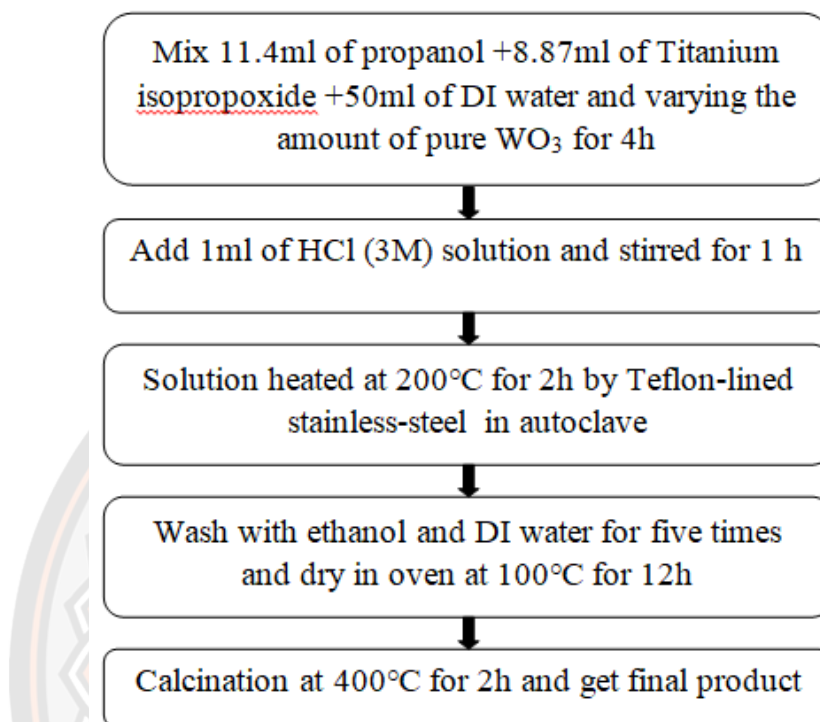 Mix 11.4ml of propanol +8.87ml of Titanium
isopropoxide +50ml of DI water and varying the
amount of pure WO₃ for 4h
Add 1ml of HCl (3M) solution and stirred for 1 h
Solution heated at 200°C for 2h by Teflon-lined
stainless-steel in autoclave
Wash with ethanol and DI water for five times
and dry in oven at 100°C for 12h
Calcination at 400°C for 2h and get final product